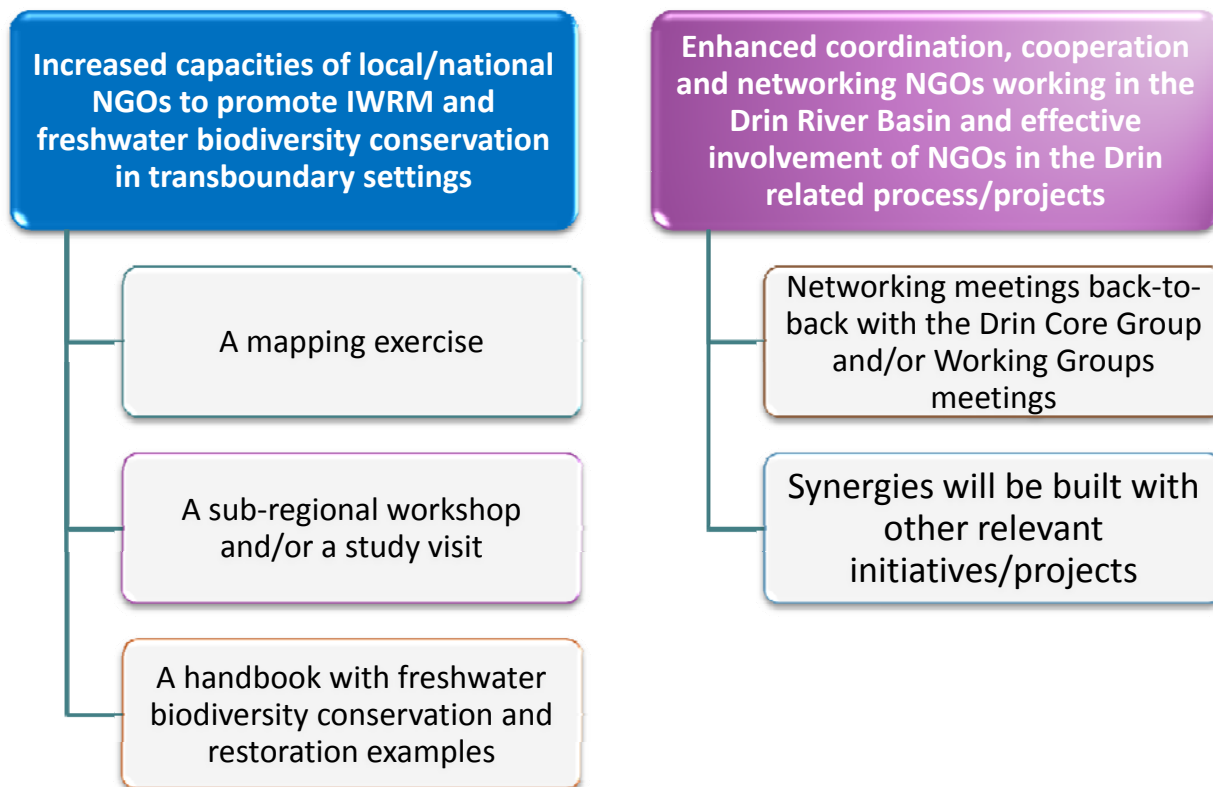 Increased capacities of local/national
NGOs to promote IWRM and
freshwater biodiversity conservation
in transboundary settings
A mapping exercise
A sub-regional workshop
and/or a study visit
A handbook with freshwater
biodiversity conservation and
restoration examples
Enhanced coordination, cooperation
and networking NGOs working in the
Drin River Basin and effective
involvement of NGOs in the Drin
related process/projects
Networking meetings back-to-
back with the Drin Core Group
and/or Working Groups
meetings
Synergies will be built with
other relevant
initiatives/projects